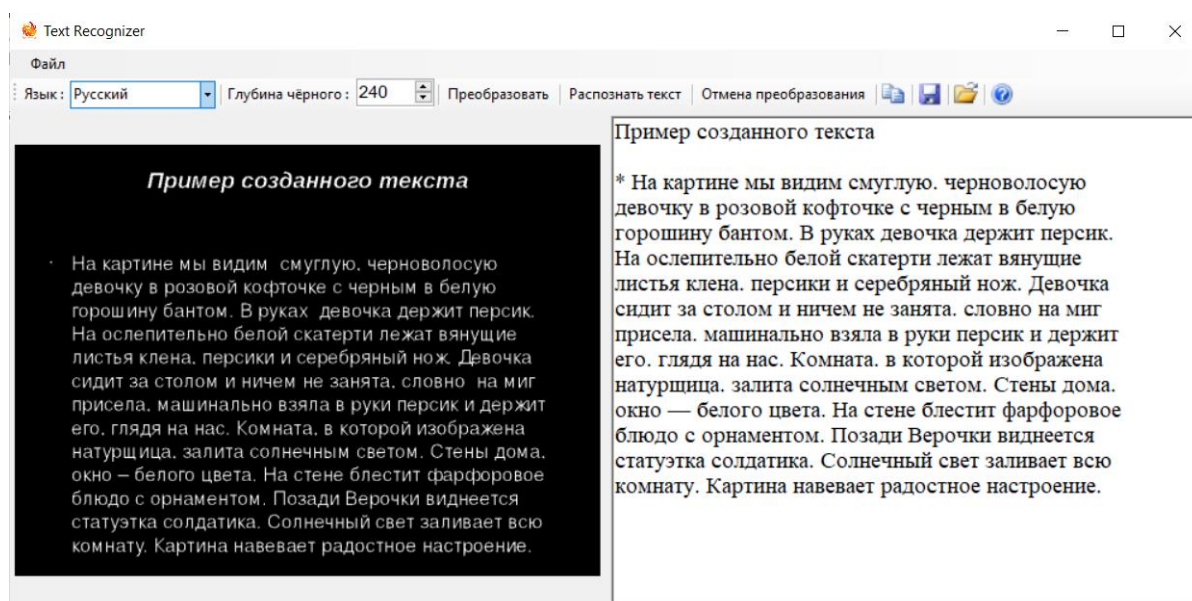 Text Recognizer
Файл
Язык : Русский Глубина чёрного : 240 Преобразовать Распознать текст Отмена преобразования
Пример созданного текста
· На картине мы видим смуглую. черноволосую
девочку в розовой кофточке с черным в белую
горошину бантом. В руках девочка держит персик.
На ослепительно белой скатерти лежат вянущие
листья клена. персики и серебряный нож. Девочка
сидит за столом и ничем не занята. словно на миг
присела. машинально взяла в руки персик и держит
его. глядя на нас. Комната. в которой изображена
натурщица. залита солнечным светом. Стены дома.
окно – белого цвета. На стене блестит фарфоровое
блюдо с орнаментом. Позади Верочки виднеется
статуэтка солдатика. Солнечный свет заливает всю
комнату. Картина навевает радостное настроение.
Пример созданного текста
* На картине мы видим смуглую. черноволосую
девочку в розовой кофточке с черным в белую
горошину бантом. В руках девочка держит персик.
На ослепительно белой скатерти лежат вянущие
листья клена. персики и серебряный нож. Девочка
сидит за столом и ничем не занята. словно на миг
присела. машинально взяла в руки персик и держит
его. глядя на нас. Комната. в которой изображена
натурщица. залита солнечным светом. Стены дома.
окно — белого цвета. На стене блестит фарфоровое
блюдо с орнаментом. Позади Верочки виднеется
статуэтка солдатика. Солнечный свет заливает всю
комнату. Картина навевает радостное настроение.